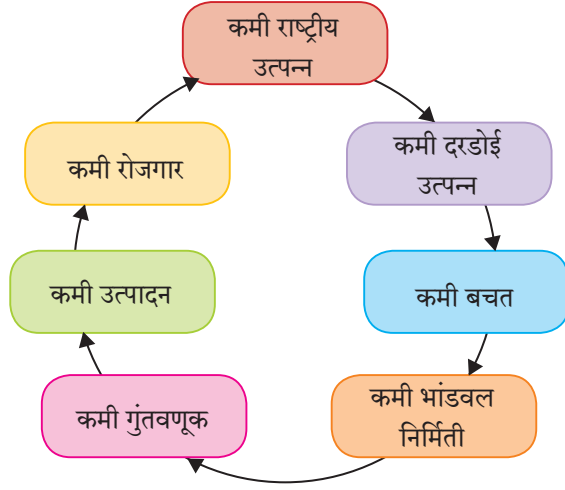 कमी राष्ट्रीय
उत्पन्न
कमी दरडोई
उत्पन्न
कमी बचत
कमी भांडवल
निर्मिती
कमी गुंतवणूक
कमी उत्पादन
कमी रोजगार